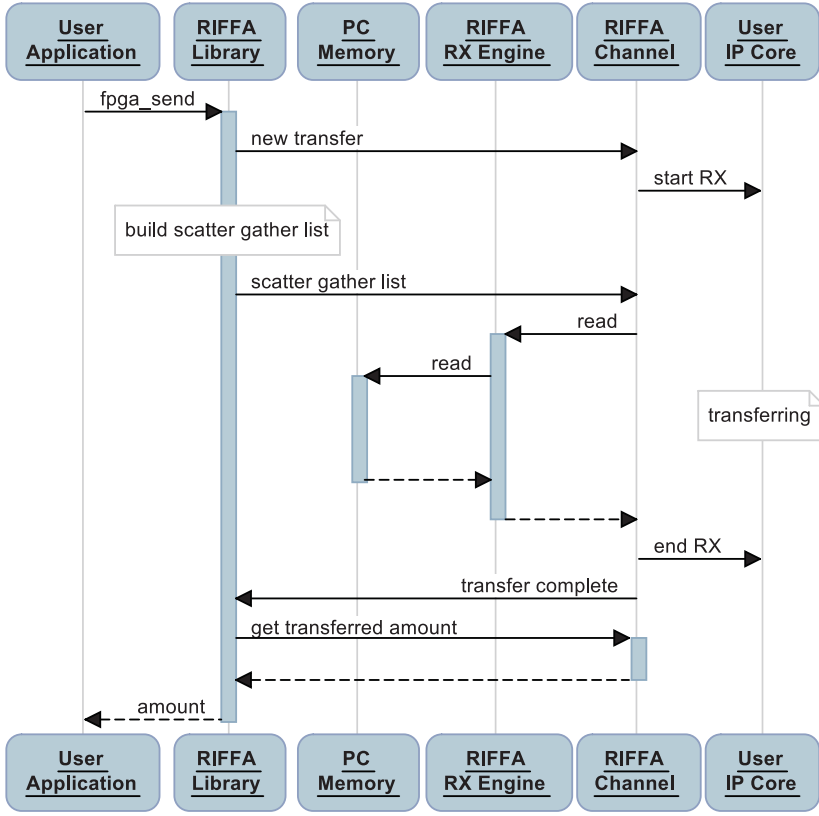 User
Application
RIFFA
Library
PC
Memory
RIFFA
RX Engine
RIFFA
Channel
User
IP Core
fpga_send
new transfer
start RX
build scatter gather list
scatter gather list
read
read
transferring
end RX
transfer complete
get transferred amount
amount
User
Application
RIFFA
Library
PC
Memory
RIFFA
RX Engine
RIFFA
Channel
User
IP Core